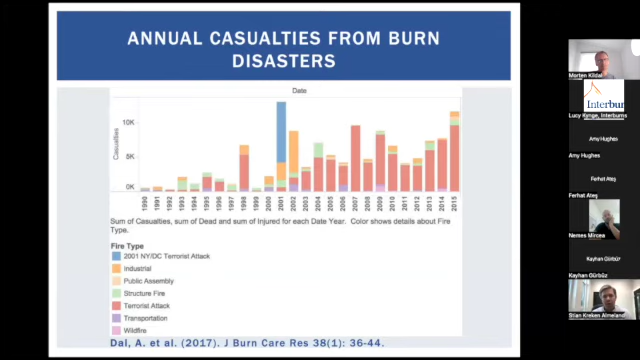 ANNUAL CASUALTIES FROM BURN
DISASTERS
Date
Casualties
10K
5K
0K
1990 1991 1992 1993 1994 1995 1996 1997 1998 1999 2000 2001 2002 2003 2004 2005 2006 2007 2008 2009 2010 2011 2012 2013 2014 2015
Sum of Casualties, sum of Dead and sum of Injured for each Date Year. Color shows details about Fire
Type.
Fire Type
2001 NY/DC Terrorist Attack
Industrial
Public Assembly
Structure Fire
Terrorist Attack
Transportation
Wildfire
Dai, A. et al. (2017). J Burn Care Res 38(1): 36-44.
Morten Kildal
Interbur
Lucy Kynge, Interburns
Amy Hughes
Amy Hughes
Ferhat Ateş
Ferhat Ateş
Nemes Mircea
Kayhan Gürbüz
Kayhan Gürbüz
Stian Kreken Almeland